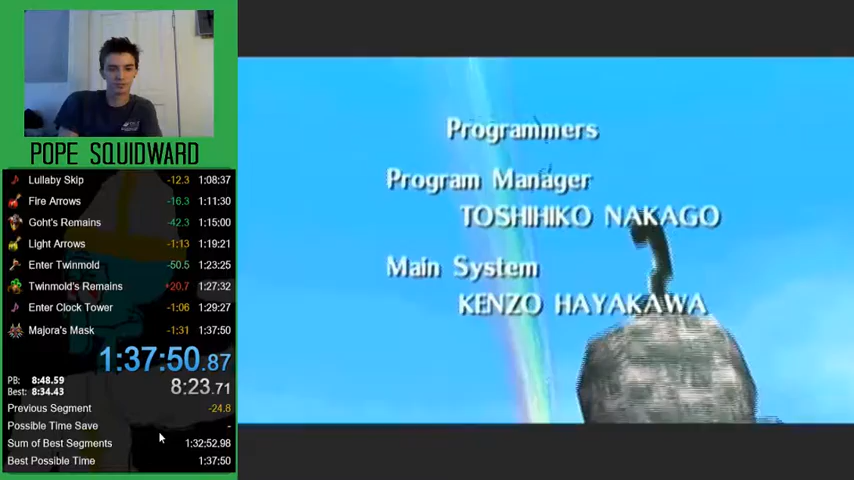 POPE SQUIDWARD
Lullaby Skip -12.3 1:08:37
Fire Arrows -16.3 1:11:30
Goht's Remains -42.3 1:15:00
Light Arrows -1:13 1:19:21
Enter Twinmold -50.5 1:23:25
Twinmold's Remains +20.7 1:27:32
Enter Clock Tower -1:06 1:29:27
Majora's Mask -1:31 1:37:50
1:37:50.87
PB: 8:48.59
Best: 8:34.43
8:23.71
Previous Segment -24.8
Possible Time Save -
Sum of Best Segments 1:32:52.98
Best Possible Time 1:37:50
Programmers
Program Manager
TOSHIHIKO NAKAGO
Main System
KENZO HAYAKAWA